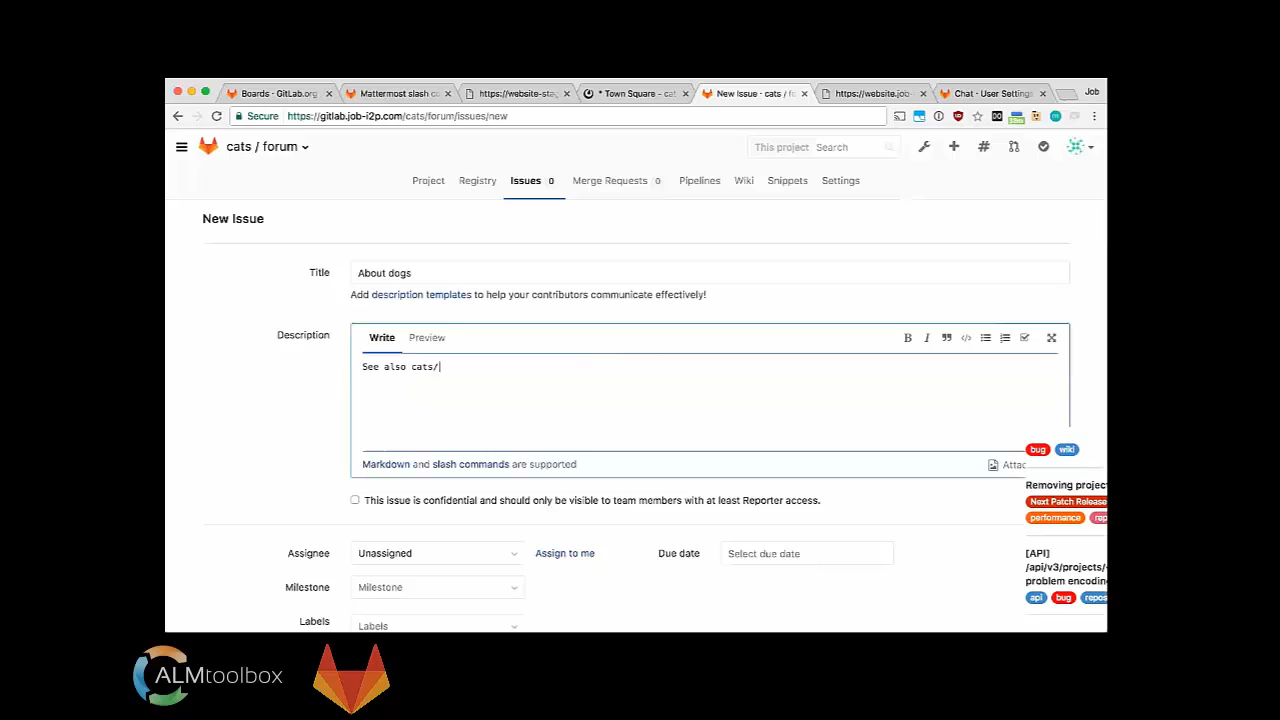 Boards · GitLab.org
Mattermost slash co
https://website-sta
* Town Square - cat
New Issue · cats / fo
https://website.job-
Chat · User Settings
Job
Secure
https://gitlab.job-i2p.com/cats/forum/issues/new
cats / forum
This project
Search
Project
Registry
Issues 0
Merge Requests 0
Pipelines
Wiki
Snippets
Settings
New Issue
Title
About dogs
Add description templates to help your contributors communicate effectively!
Description
Write
Preview
See also cats/
bug
wiki
Markdown and slash commands are supported
Attac
Removing projec
Next Patch Release
performance
rep
This issue is confidential and should only be visible to team members with at least Reporter access.
Assignee
Unassigned
Assign to me
Due date
Select due date
[API]
/api/v3/projects/
problem encodin
Milestone
Milestone
api
bug
repos
Labels
Labels
ALMtoolbox